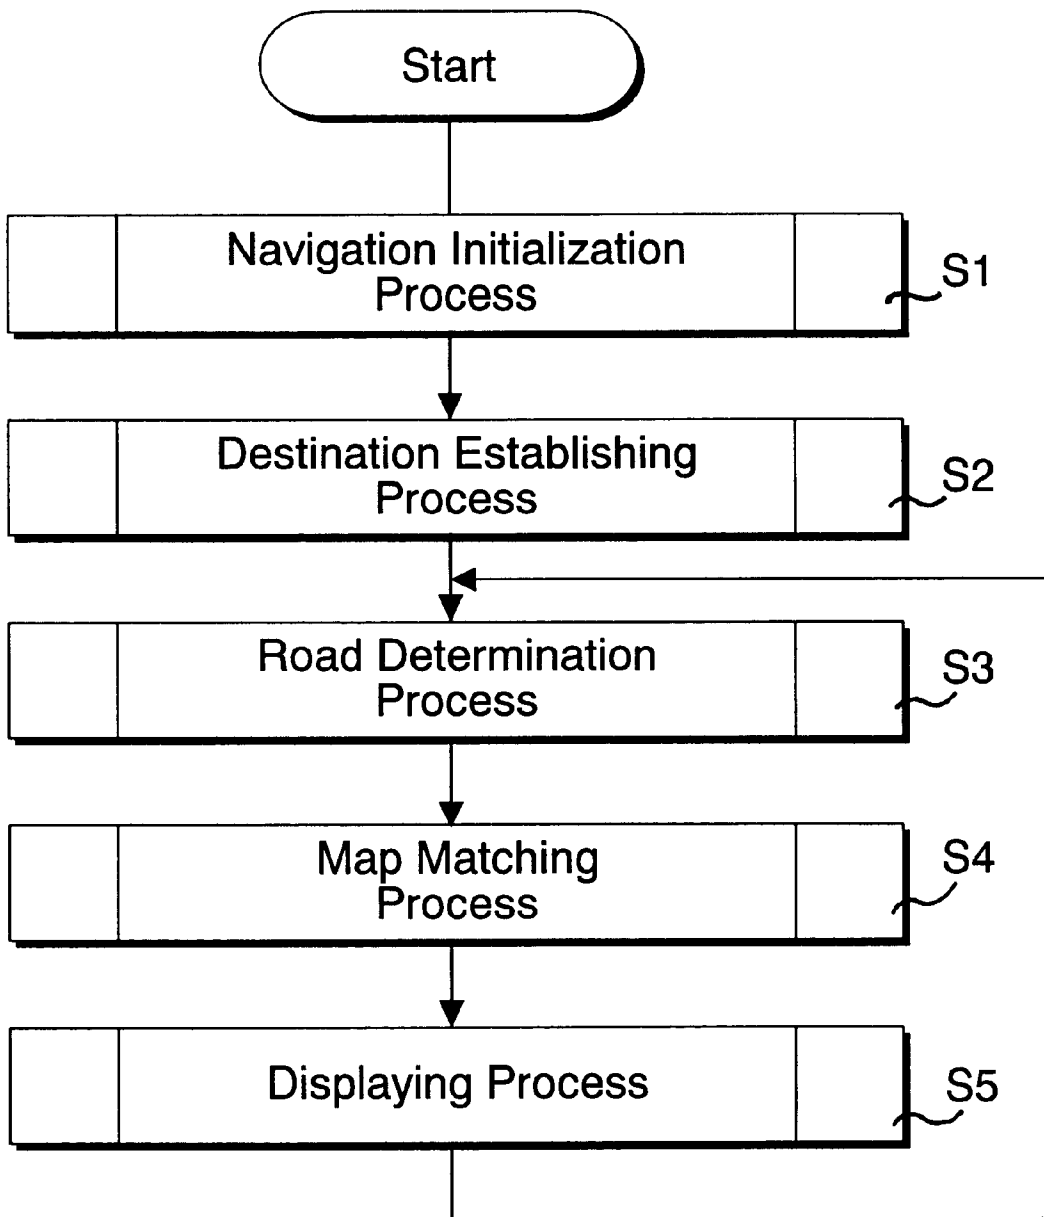 Start
Navigation Initialization
Process
S1
Destination Establishing
Process
S2
Road Determination
Process
S3
Map Matching
Process
S4
Displaying Process
S5